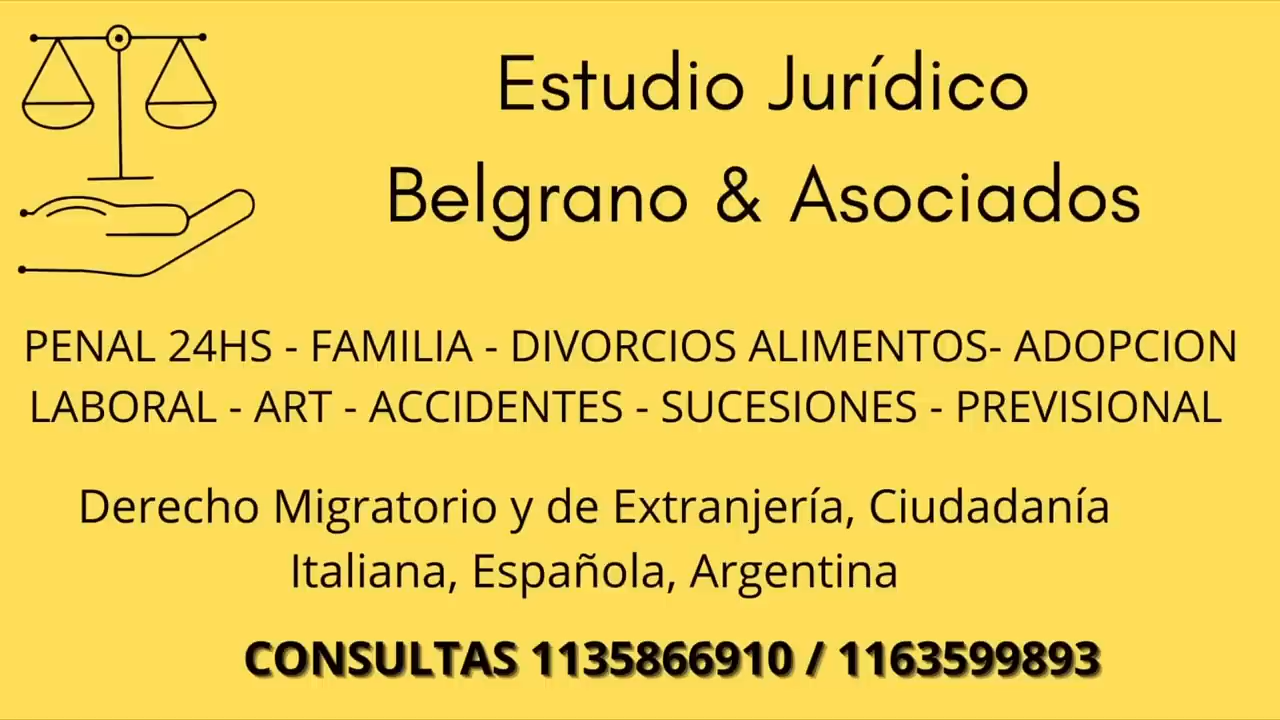 Estudio Jurídico
Belgrano & Asociados
PENAL 24HS - FAMILIA - DIVORCIOS ALIMENTOS- ADOPCION
LABORAL - ART - ACCIDENTES - SUCESIONES - PREVISIONAL
Derecho Migratorio y de Extranjería, Ciudadanía
Italiana, Española, Argentina
CONSULTAS 1135866910 / 1163599893